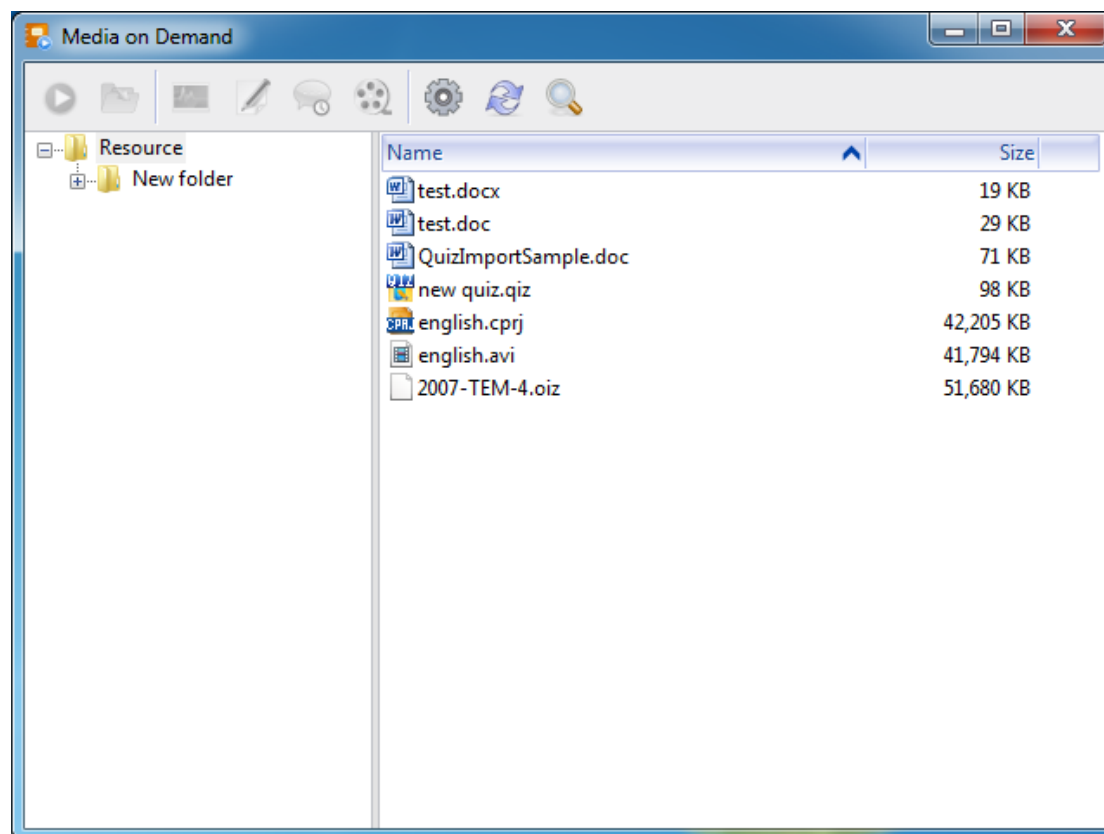 Media on Demand
Resource
New folder
Name Size
test.docx 19 KB
test.doc 29 KB
QuizImportSample.doc 71 KB
new quiz.qiz 98 KB
english.cprj 42,205 KB
english.avi 41,794 KB
2007-TEM-4.oiz 51,680 KB